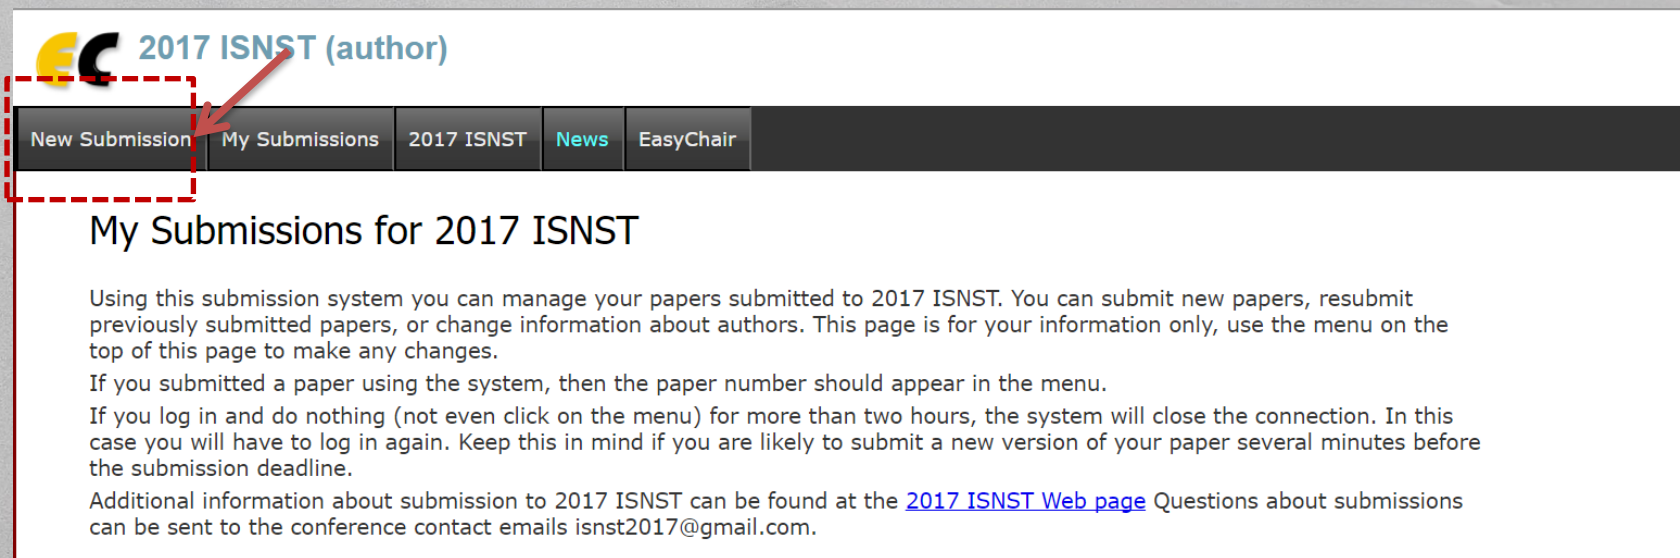 EC
2017 ISNST (author)
New Submission My Submissions 2017 ISNST News EasyChair
My Submissions for 2017 ISNST
Using this submission system you can manage your papers submitted to 2017 ISNST. You can submit new papers, resubmit
previously submitted papers, or change information about authors. This page is for your information only, use the menu on the
top of this page to make any changes.
If you submitted a paper using the system, then the paper number should appear in the menu.
If you log in and do nothing (not even click on the menu) for more than two hours, the system will close the connection. In this
case you will have to log in again. Keep this in mind if you are likely to submit a new version of your paper several minutes before
the submission deadline.
Additional information about submission to 2017 ISNST can be found at the 2017 ISNST Web page Questions about submissions
can be sent to the conference contact emails isnst2017@gmail.com.